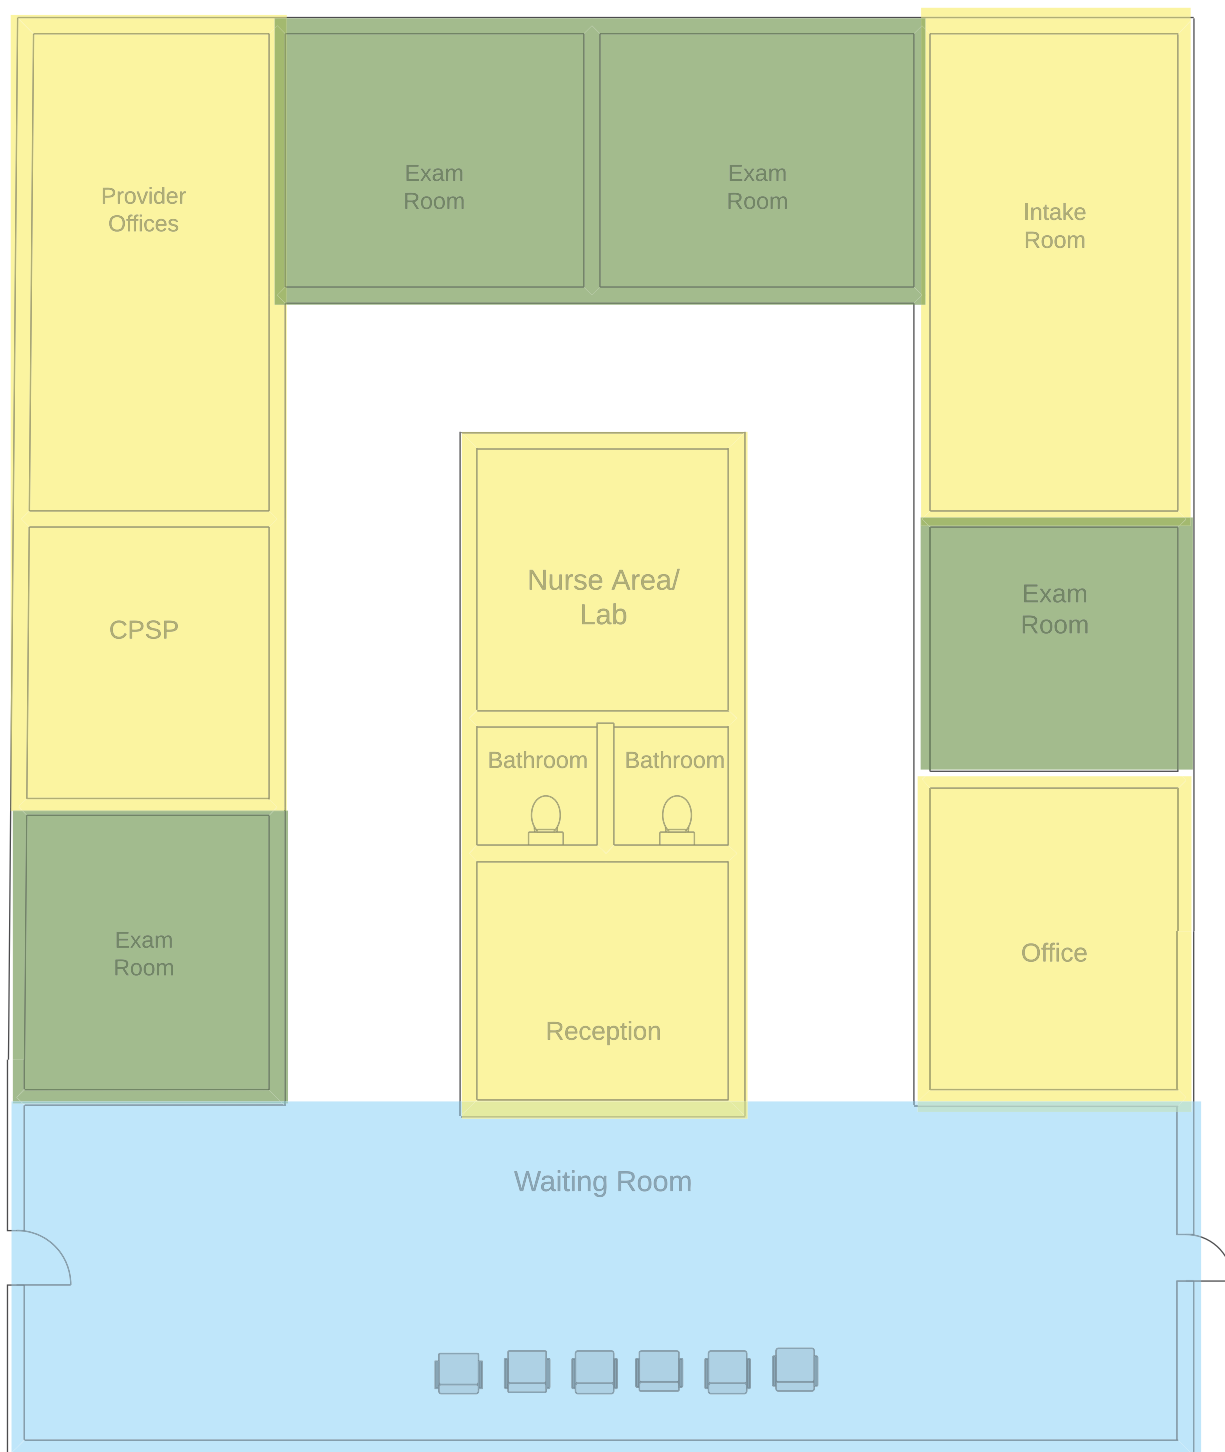 Provider
Offices
Exam
Room
Exam
Room
Intake
Room
CPSP
Nurse Area/
Lab
Exam
Room
Bathroom
Bathroom
Exam
Room
Reception
Office
Waiting Room